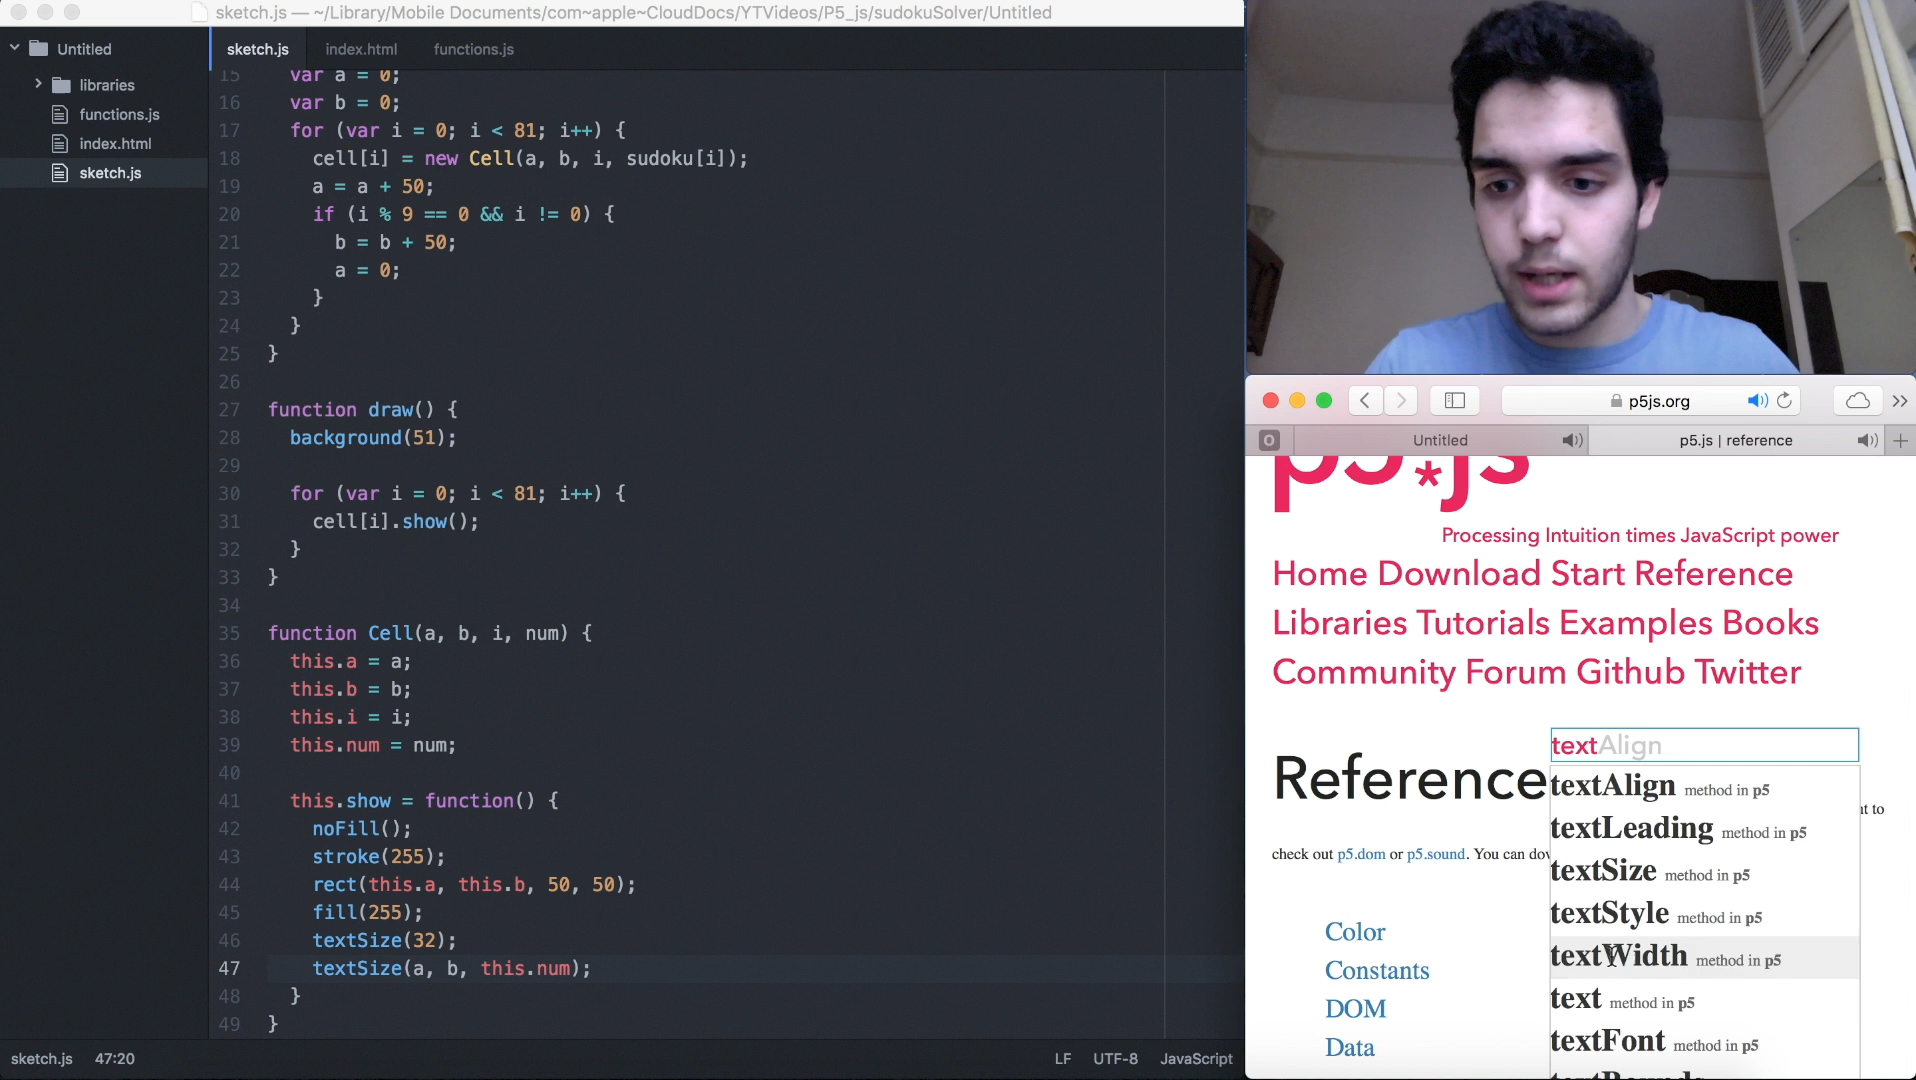 sketch.js — ~/Library/Mobile Documents/com~apple~CloudDocs/YTVideos/P5_js/sudokuSolver/Untitled
Untitled
libraries
functions.js
index.html
sketch.js
sketch.js index.html functions.js
15 var a = 0;
16 var b = 0;
17 for (var i = 0; i < 81; i++) {
18 cell[i] = new Cell(a, b, i, sudoku[i]);
19 a = a + 50;
20 if (i % 9 == 0 && i != 0) {
21 b = b + 50;
22 a = 0;
23 }
24 }
25 }
26
27 function draw() {
28 background(51);
29
30 for (var i = 0; i < 81; i++) {
31 cell[i].show();
32 }
33 }
34
35 function Cell(a, b, i, num) {
36 this.a = a;
37 this.b = b;
38 this.i = i;
39 this.num = num;
40
41 this.show = function() {
42 noFill();
43 stroke(255);
44 rect(this.a, this.b, 50, 50);
45 fill(255);
46 textSize(32);
47 textSize(a, b, this.num);
48 }
49 }
sketch.js 47:20 LF UTF-8 JavaScript
p5js.org
O Untitled p5.js | reference
p5*js
Processing Intuition times JavaScript power
Home Download Start Reference
Libraries Tutorials Examples Books
Community Forum Github Twitter
textAlign
Reference
textAlign method in p5
textLeading method in p5
textSize method in p5
textStyle method in p5
textWidth method in p5
text method in p5
textFont method in p5
nt to
check out p5.dom or p5.sound. You can dow
Color
Constants
DOM
Data